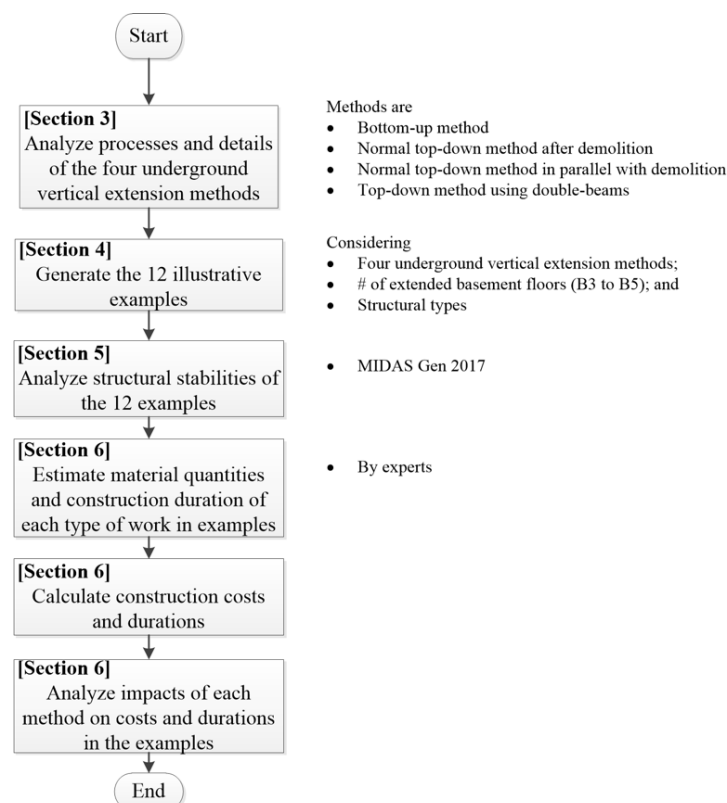 Start
[Section 3]
Analyze processes and details
of the four underground
vertical extension methods
Methods are
• Bottom-up method
• Normal top-down method after demolition
• Normal top-down method in parallel with demolition
• Top-down method using double-beams
[Section 4]
Generate the 12 illustrative
examples
Considering
• Four underground vertical extension methods;
• # of extended basement floors (B3 to B5); and
• Structural types
[Section 5]
Analyze structural stabilities of
the 12 examples
• MIDAS Gen 2017
[Section 6]
Estimate material quantities
and construction duration of
each type of work in examples
• By experts
[Section 6]
Calculate construction costs
and durations
[Section 6]
Analyze impacts of each
method on costs and durations
in the examples
End